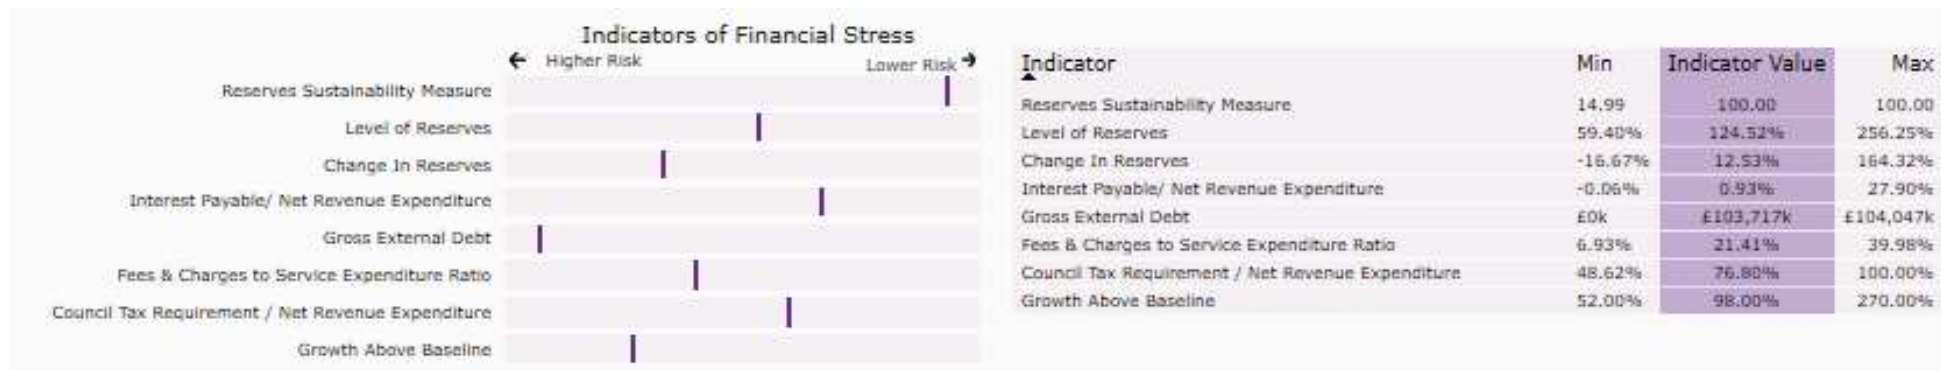 Indicators of Financial Stress
← Higher Risk Lower Risk →
Reserves Sustainability Measure
Level of Reserves
Change In Reserves
Interest Payable/ Net Revenue Expenditure
Gross External Debt
Fees & Charges to Service Expenditure Ratio
Council Tax Requirement / Net Revenue Expenditure
Growth Above Baseline
Indicator Min Indicator Value Max
Reserves Sustainability Measure 14.99 100.00 100.00
Level of Reserves 59.40% 124.52% 256.25%
Change In Reserves -16.67% 12.53% 164.32%
Interest Payable/ Net Revenue Expenditure -0.06% 0.93% 27.90%
Gross External Debt £0k £103,717k £104,047k
Fees & Charges to Service Expenditure Ratio 6.93% 21.41% 39.98%
Council Tax Requirement / Net Revenue Expenditure 48.62% 76.80% 100.00%
Growth Above Baseline 52.00% 98.00% 270.00%